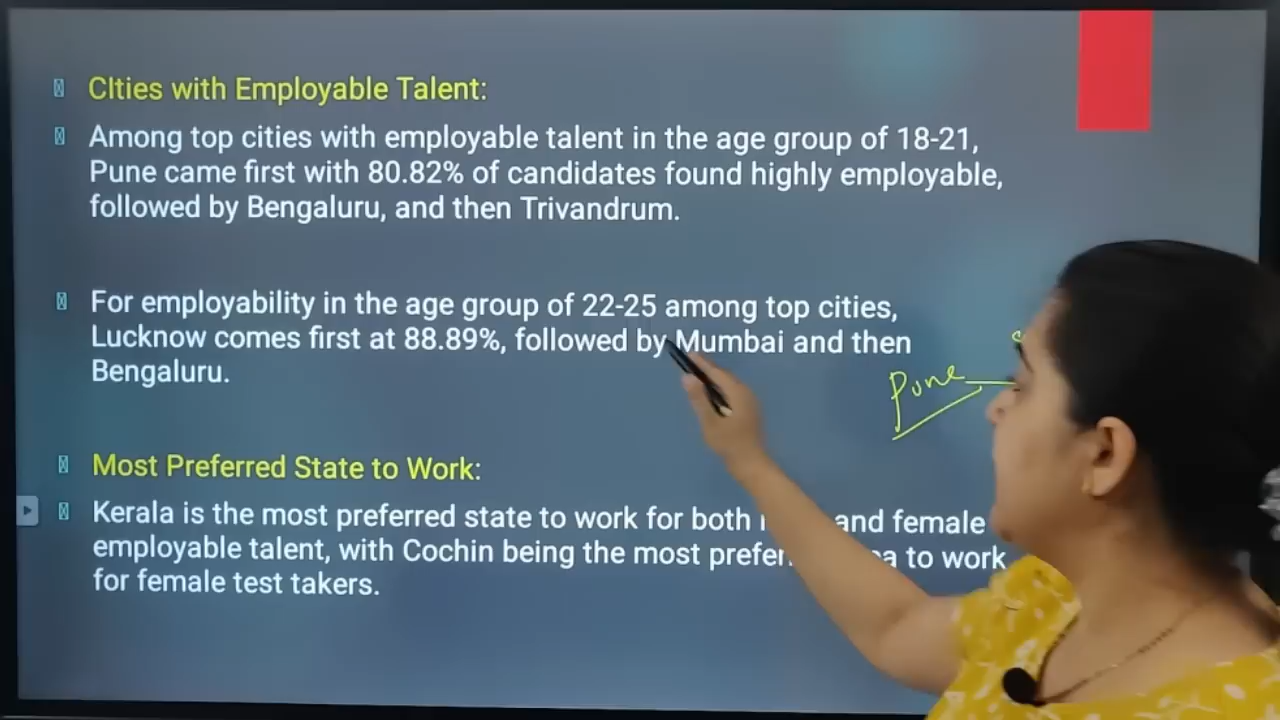 CIties with Employable Talent:
Among top cities with employable talent in the age group of 18-21,
Pune came first with 80.82% of candidates found highly employable,
followed by Bengaluru, and then Trivandrum.
For employability in the age group of 22-25 among top cities,
Lucknow comes first at 88.89%, followed by Mumbai and then
Bengaluru.
Pune
Most Preferred State to Work:
Kerala is the most preferred state to work for both and female
employable talent, with Cochin being the most to work
for female test takers.